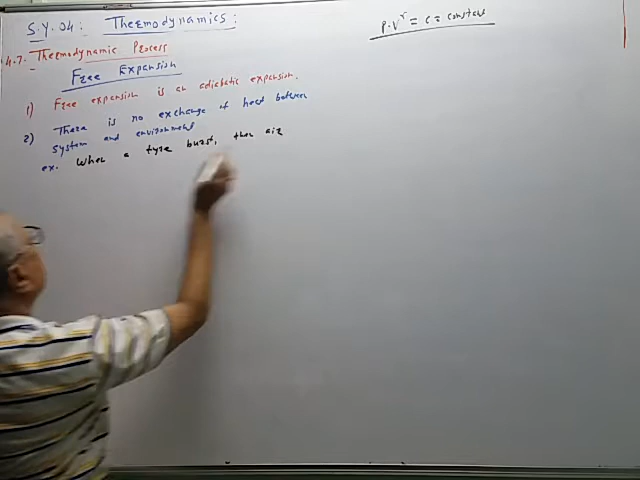 S.Y. 04: Thermodynamics:
P.V^γ = C = constant
4.7. Thermodynamic Process
Free Expansion
1) Free expansion is an adiabatic expansion.
2) There is no exchange of heat between
system and environment
ex. When a tyre burst, then air